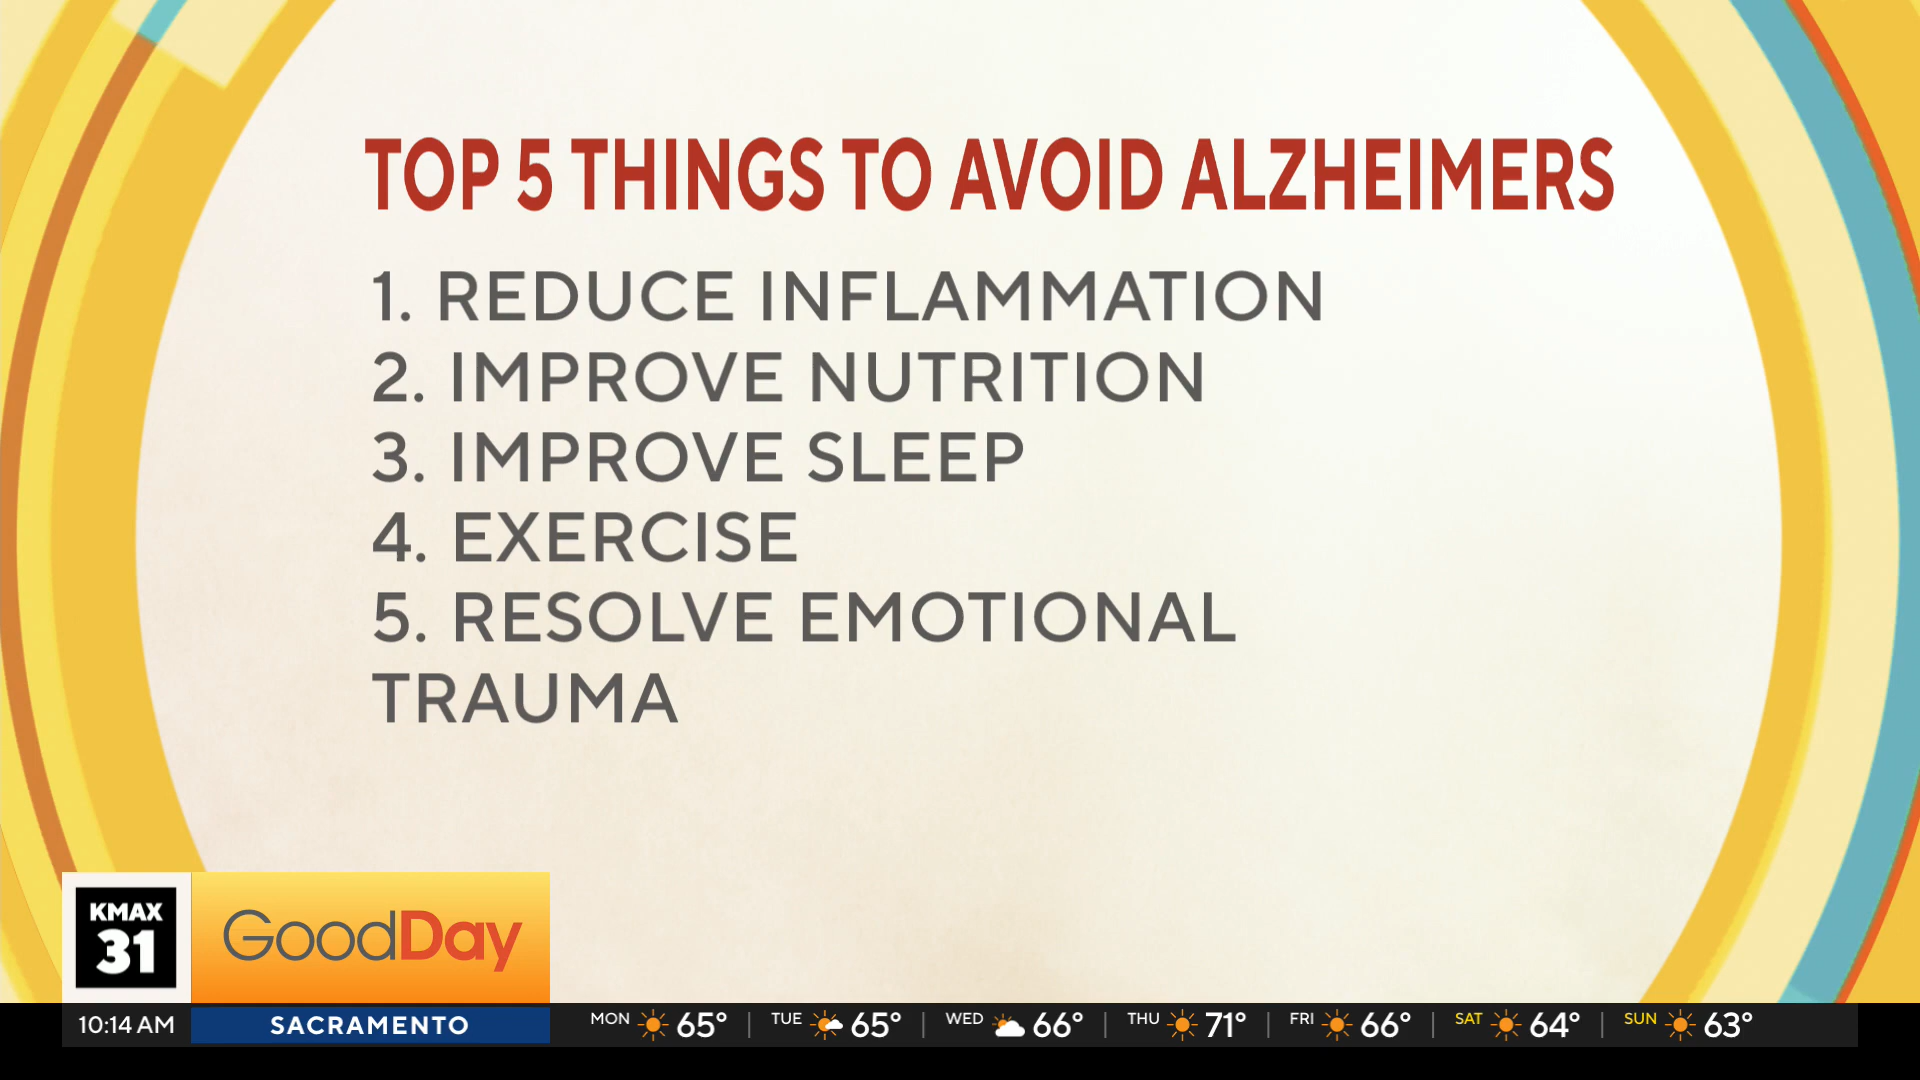 TOP 5 THINGS TO AVOID ALZHEIMERS
1. REDUCE INFLAMMATION
2. IMPROVE NUTRITION
3. IMPROVE SLEEP
4. EXERCISE
5. RESOLVE EMOTIONAL
TRAUMA
KMAX
31
GoodDay
10:14 AM SACRAMENTO MON 65° TUE 65° WED 66° THU 71° FRI 66° SAT 64° SUN 63°